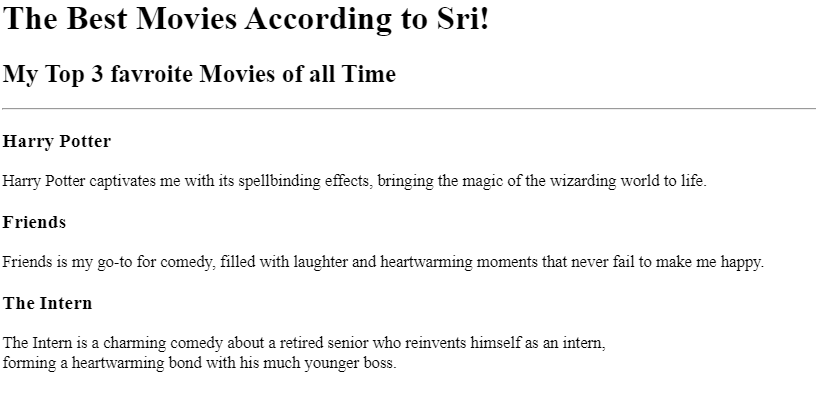 The Best Movies According to Sri!
My Top 3 favroite Movies of all Time
Harry Potter
Harry Potter captivates me with its spellbinding effects, bringing the magic of the wizarding world to life.
Friends
Friends is my go-to for comedy, filled with laughter and heartwarming moments that never fail to make me happy.
The Intern
The Intern is a charming comedy about a retired senior who reinvents himself as an intern,
forming a heartwarming bond with his much younger boss.